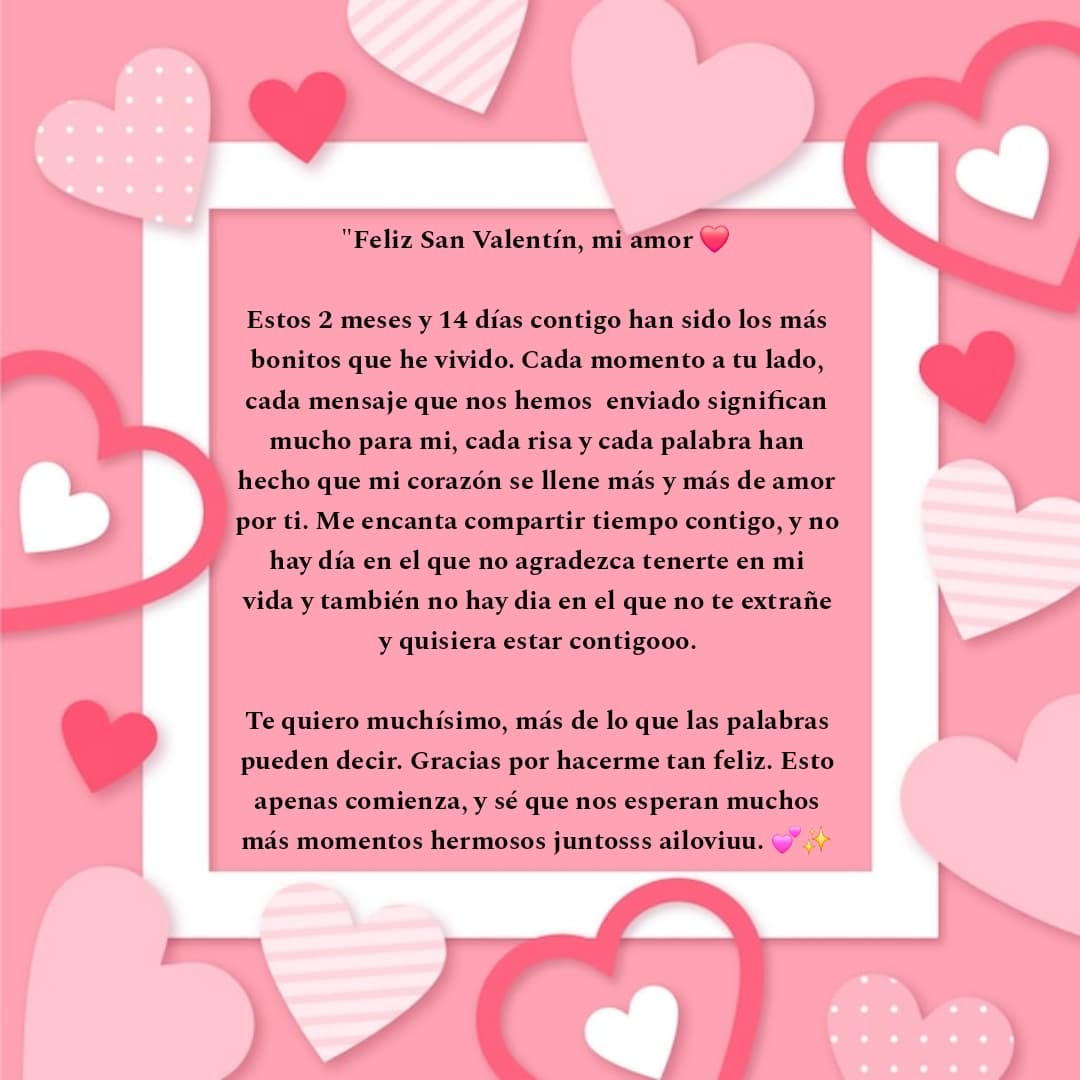 "Feliz San Valentín, mi amor ❤️
Estos 2 meses y 14 días contigo han sido los más
bonitos que he vivido. Cada momento a tu lado,
cada mensaje que nos hemos  enviado significan
mucho para mi, cada risa y cada palabra han
hecho que mi corazón se llene más y más de amor
por ti. Me encanta compartir tiempo contigo, y no
hay día en el que no agradezca tenerte en mi
vida y también no hay dia en el que no te extrañe
y quisiera estar contigooo.
Te quiero muchísimo, más de lo que las palabras
pueden decir. Gracias por hacerme tan feliz. Esto
apenas comienza, y sé que nos esperan muchos
más momentos hermosos juntosss ailoviuu. 💕✨